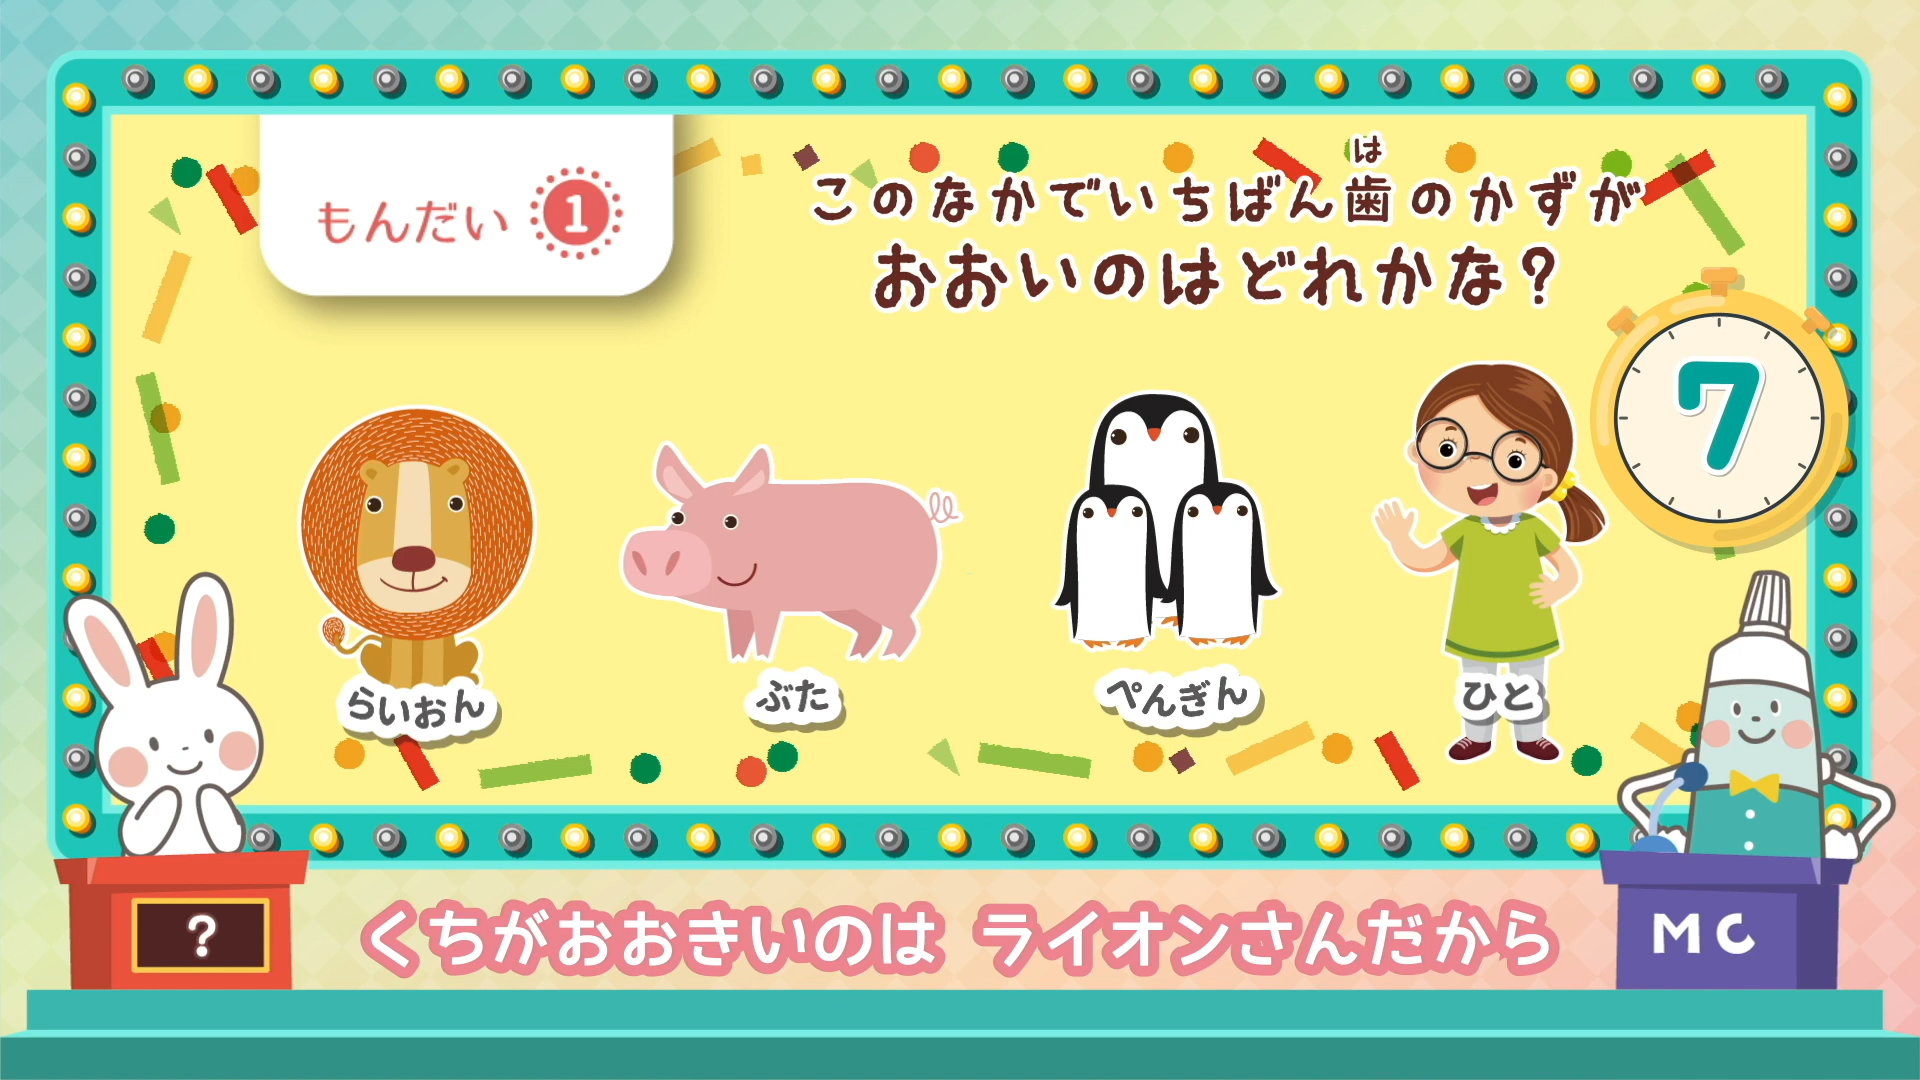 もんだい 1
は
このなかでいちばん歯のかずが
おおいのはどれかな?
7
らいおん
ぶた
ぺんぎん
ひと
?
MC
くちがおおきいのは ライオンさんだから